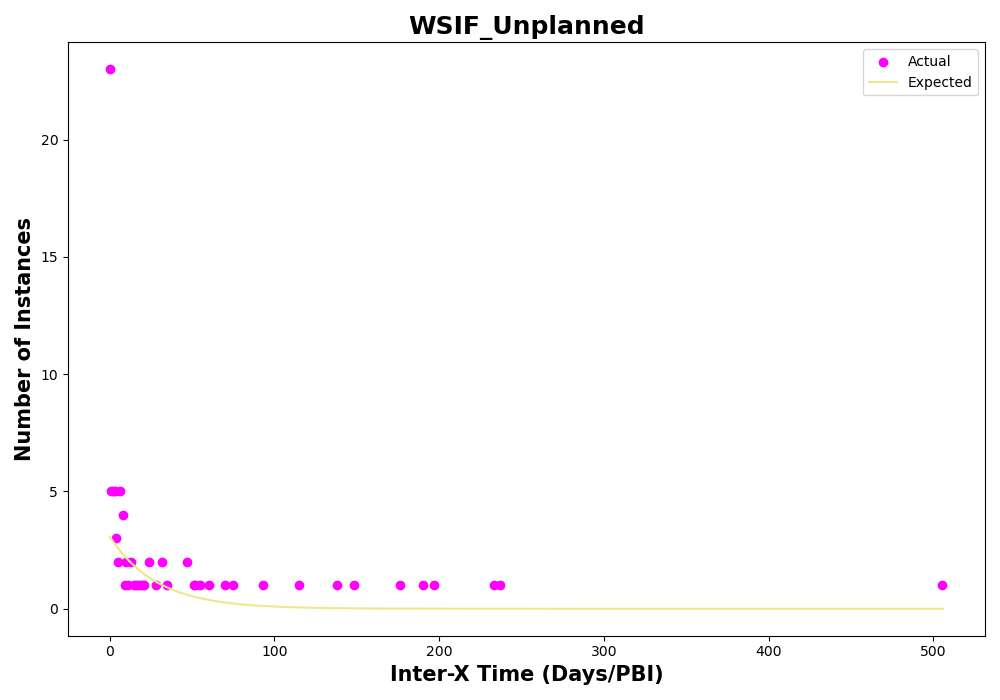 WSIF_Unplanned
Actual
Expected
20
15
10
5
0
Number of Instances
0 100 200 300 400 500
Inter-X Time (Days/PBI)